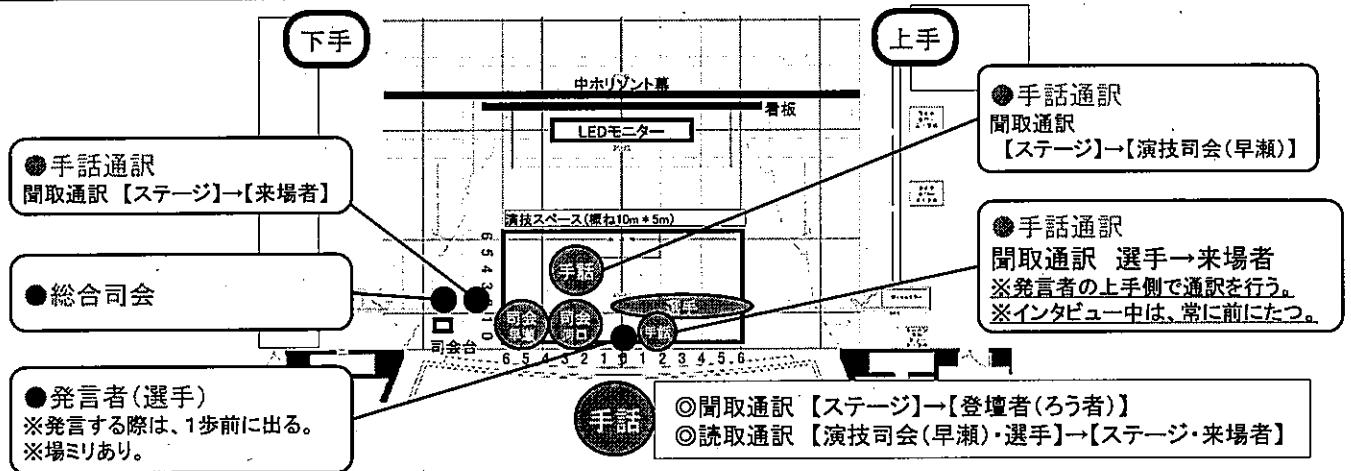 下手
上手
中ホリゾント幕
看板
LEDモニター
●手話通訳
聞取通訳
【ステージ】→【演技司会(早瀬)】
●手話通訳
聞取通訳 【ステージ】→【来場者】
演技スペース(概ね10m*5m)
●手話通訳
聞取通訳 選手→来場者
※発言者の上手側で通訳を行う。
※インタビュー中は、常に前にたつ。
●総合司会
手話
司会
司会
司会台
6 5 4 3 2 1 0
6 5 4 3 2 1 0 1 2 3 4 5 6
●発言者(選手)
※発言する際は、1歩前に出る。
※場ミリあり。
手話
◎聞取通訳 【ステージ】→【登壇者(ろう者)】
◎読取通訳 【演技司会(早瀬)・選手】→【ステージ・来場者】